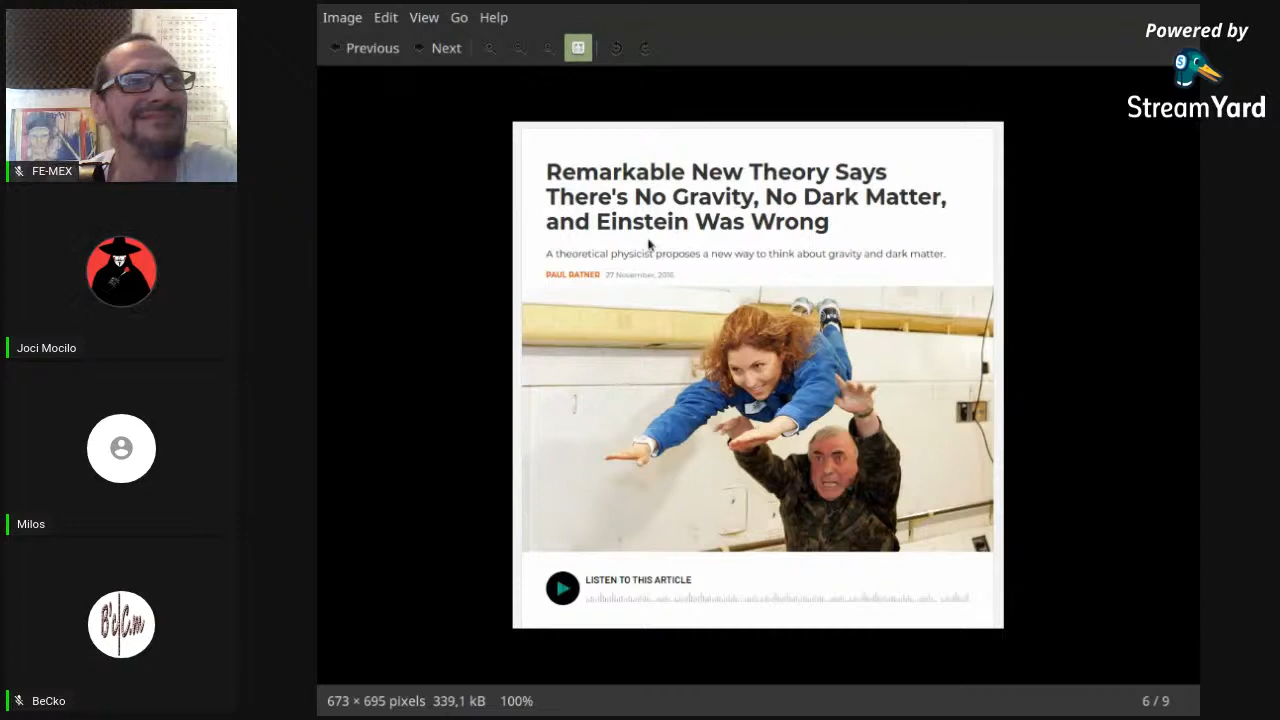 Image Edit View Go Help
Previous Next
Powered by
StreamYard
FE-MEX
Joci Mocilo
Milos
BeCko
Remarkable New Theory Says
There's No Gravity, No Dark Matter,
and Einstein Was Wrong
A theoretical physicist proposes a new way to think about gravity and dark matter.
PAUL RATNER 27 November, 2016
LISTEN TO THIS ARTICLE
673 × 695 pixels 339,1 kB 100%
6 / 9